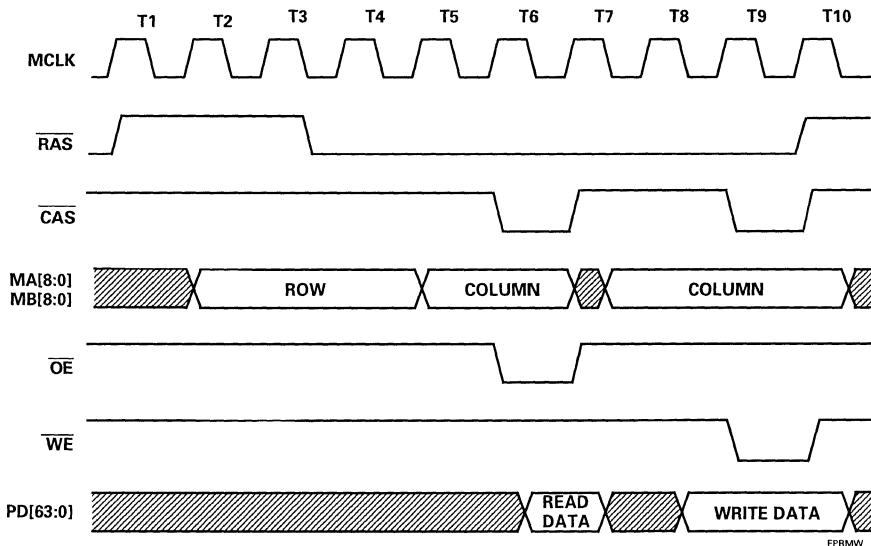 T1 T2 T3 T4 T5 T6 T7 T8 T9 T10
MCLK
RAS
CAS
MA[8:0]
MB[8:0]
ROW
COLUMN
COLUMN
OE
WE
PD[63:0]
READ
DATA
WRITE DATA
FPRMW